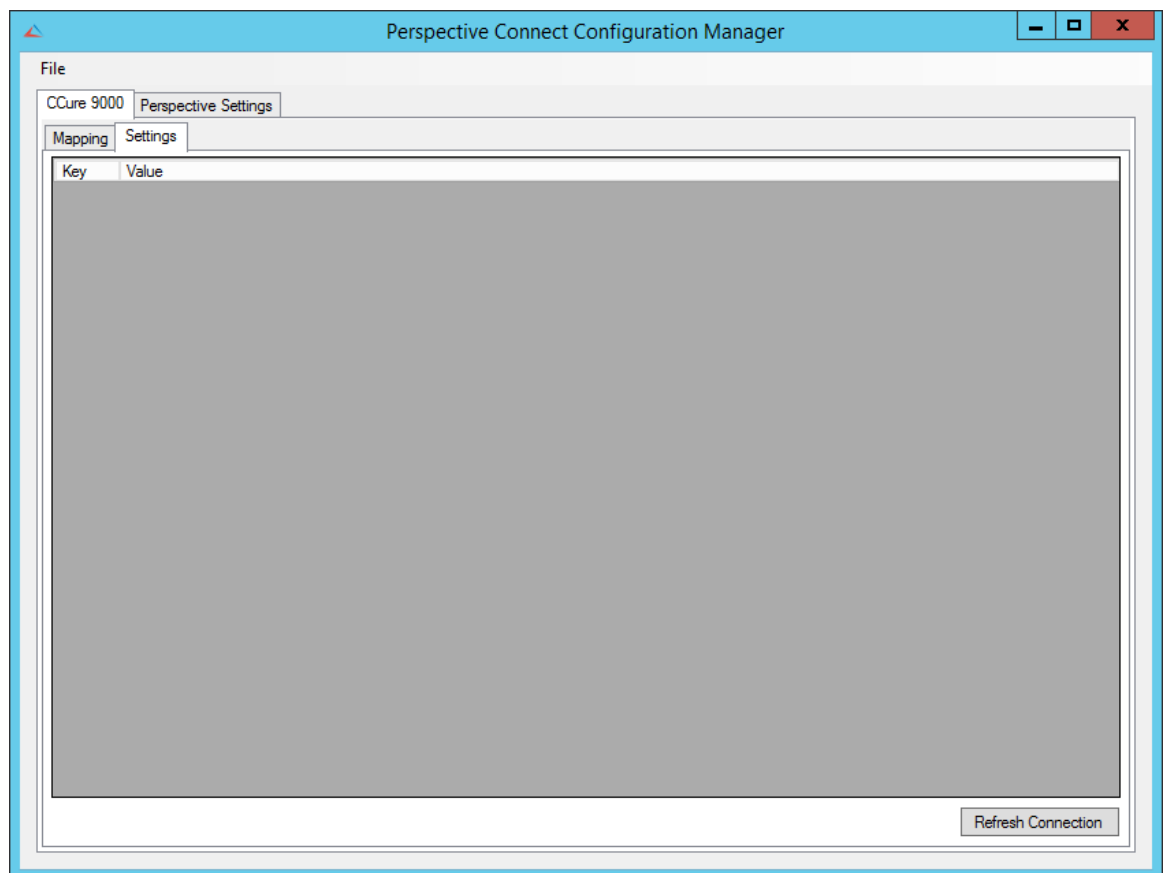 Perspective Connect Configuration Manager
File
CCure 9000 Perspective Settings
Mapping Settings
Key Value
Refresh Connection